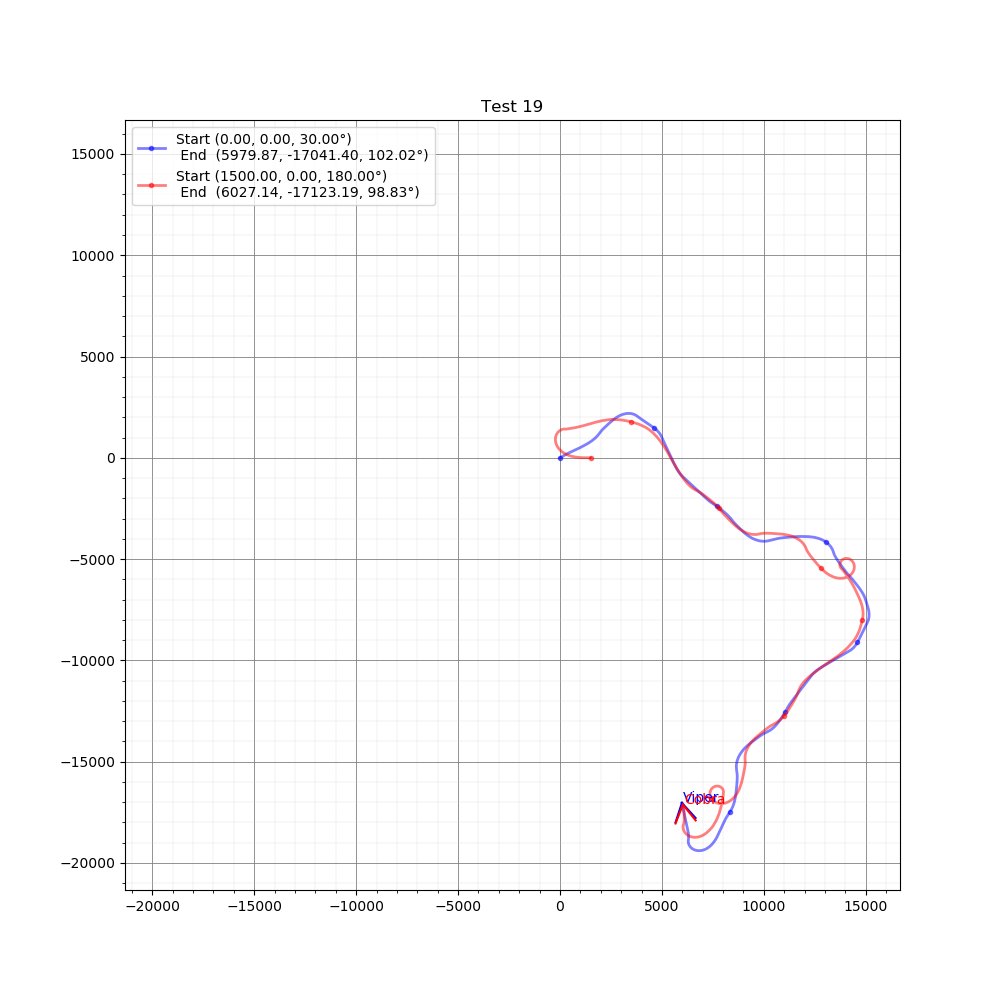 Test 19
Start (0.00, 0.00, 30.00°)
End (5979.87, -17041.40, 102.02°)
Start (1500.00, 0.00, 180.00°)
End (6027.14, -17123.19, 98.83°)
15000
10000
5000
0
−5000
−10000
−15000
−20000
Viper
Cobra
−20000 −15000 −10000 −5000 0 5000 10000 15000